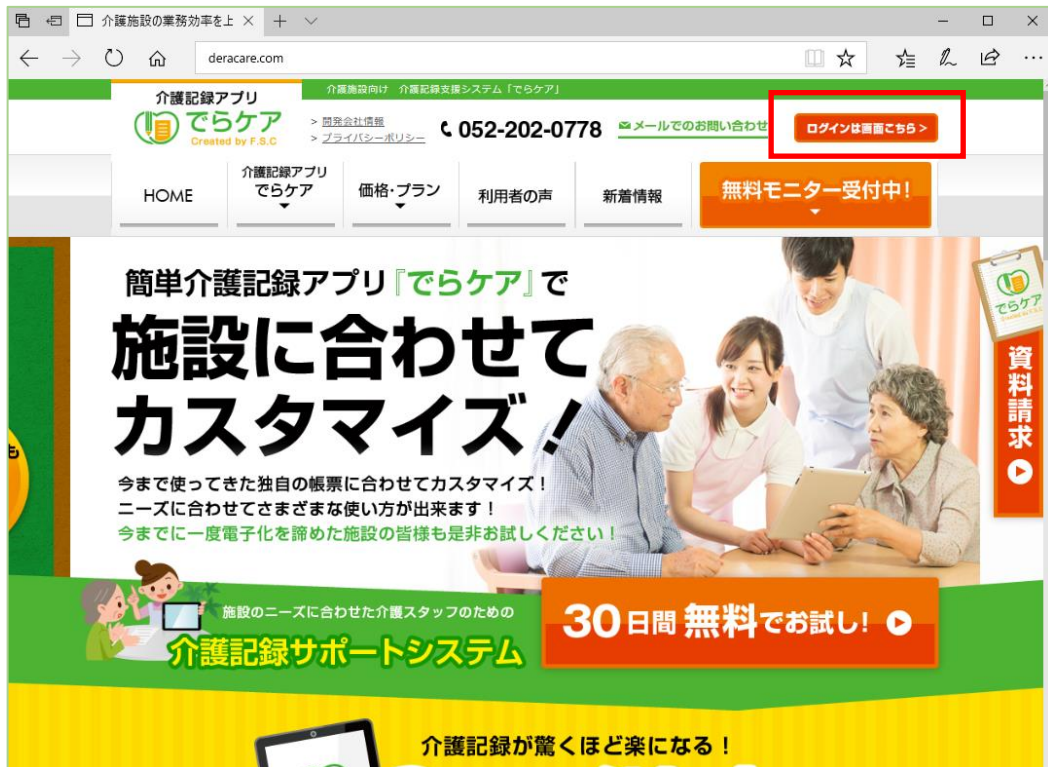 介護施設の業務効率を上
deracare.com
介護施設向け 介護記録支援システム「でらケア」
介護記録アプリ
でらケア
Created by F.S.C
> 開発会社情報
> プライバシーポリシー
052-202-0778
メールでのお問い合わせ
ログインは画面こちら >
HOME
介護記録アプリ
でらケア
価格・プラン
利用者の声
新着情報
無料モニター受付中!
簡単介護記録アプリ『でらケア』で
施設に合わせて
カスタマイズ!
今まで使ってきた独自の帳票に合わせてカスタマイズ!
ニーズに合わせてさまざまな使い方が出来ます!
今までに一度電子化を諦めた施設の皆様も是非お試しください!
でらケア
Created by F.S.C
資料請求
も
施設のニーズに合わせた介護スタッフのための
介護記録サポートシステム
30日間 無料でお試し!
介護記録が驚くほど楽になる!